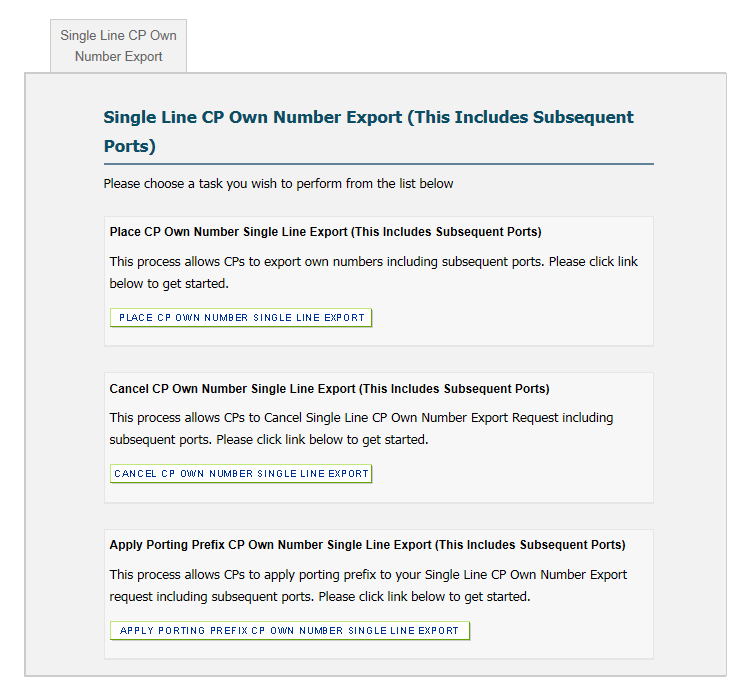 Single Line CP Own
Number Export
Single Line CP Own Number Export (This Includes Subsequent
Ports)
Please choose a task you wish to perform from the list below
Place CP Own Number Single Line Export (This Includes Subsequent Ports)
This process allows CPs to export own numbers including subsequent ports. Please click link
below to get started.
PLACE CP OWN NUMBER SINGLE LINE EXPORT
Cancel CP Own Number Single Line Export (This Includes Subsequent Ports)
This process allows CPs to Cancel Single Line CP Own Number Export Request including
subsequent ports. Please click link below to get started.
CANCEL CP OWN NUMBER SINGLE LINE EXPORT
Apply Porting Prefix CP Own Number Single Line Export (This Includes Subsequent Ports)
This process allows CPs to apply porting prefix to your Single Line CP Own Number Export
request including subsequent ports. Please click link below to get started.
APPLY PORTING PREFIX CP OWN NUMBER SINGLE LINE EXPORT